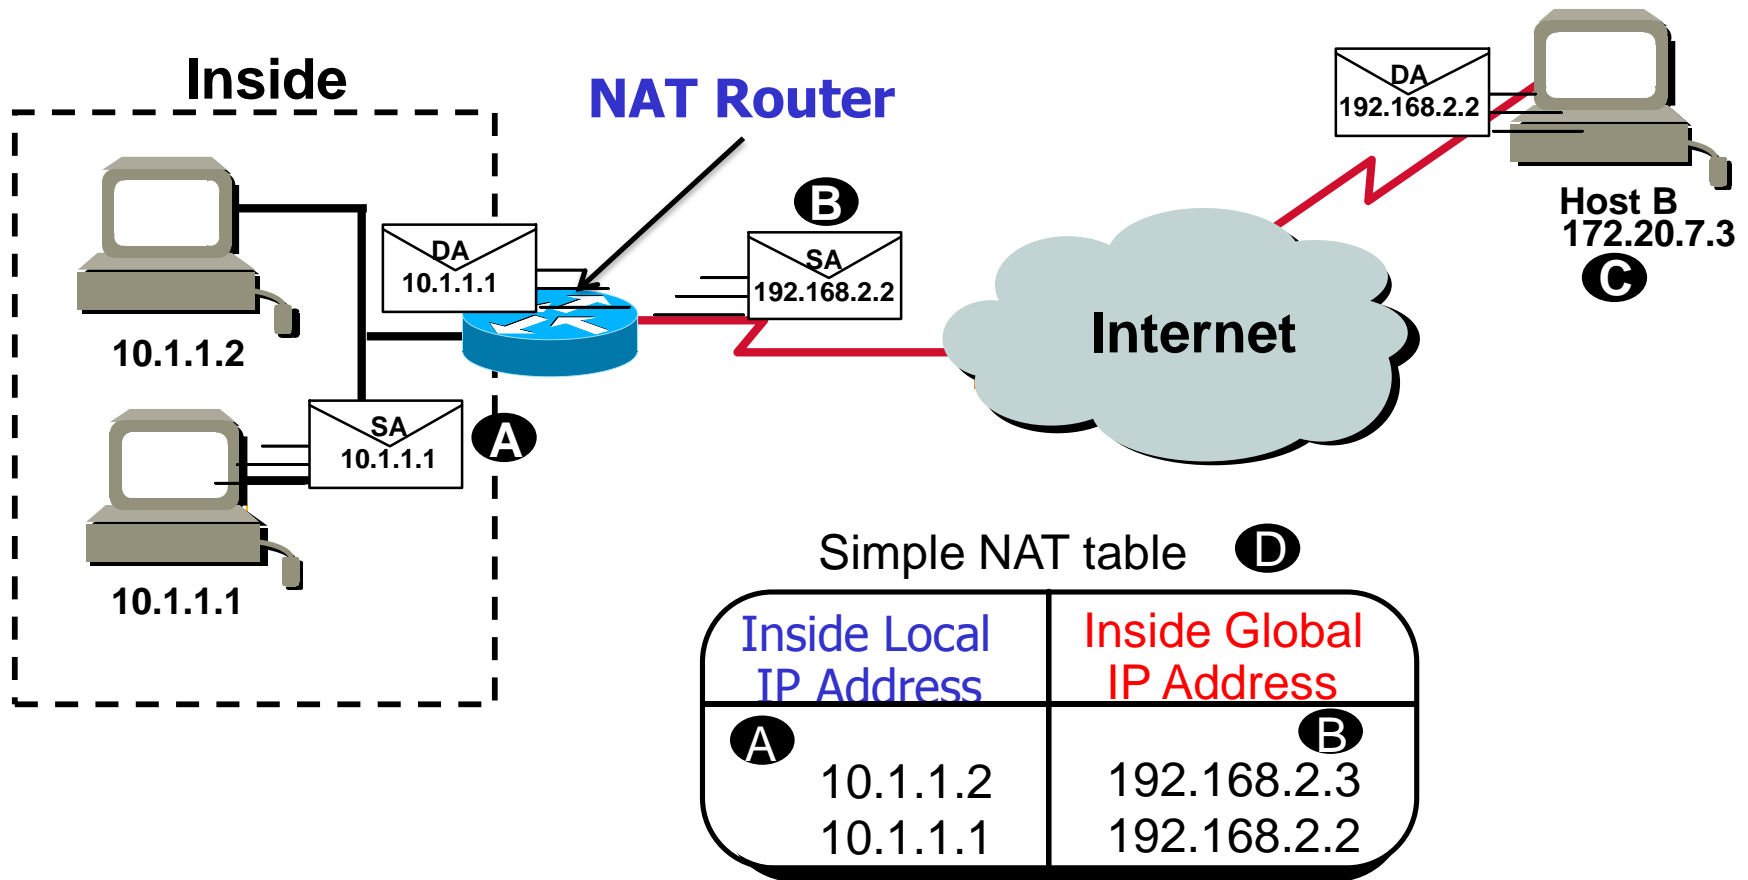 Inside
NAT Router
DA
192.168.2.2
Host B
172.20.7.3
C
B
SA
192.168.2.2
DA
10.1.1.1
Internet
10.1.1.2
SA
10.1.1.1
A
10.1.1.1
Simple NAT table
D
Inside Local
IP Address
Inside Global
IP Address
A
B
10.1.1.2
192.168.2.3
10.1.1.1
192.168.2.2